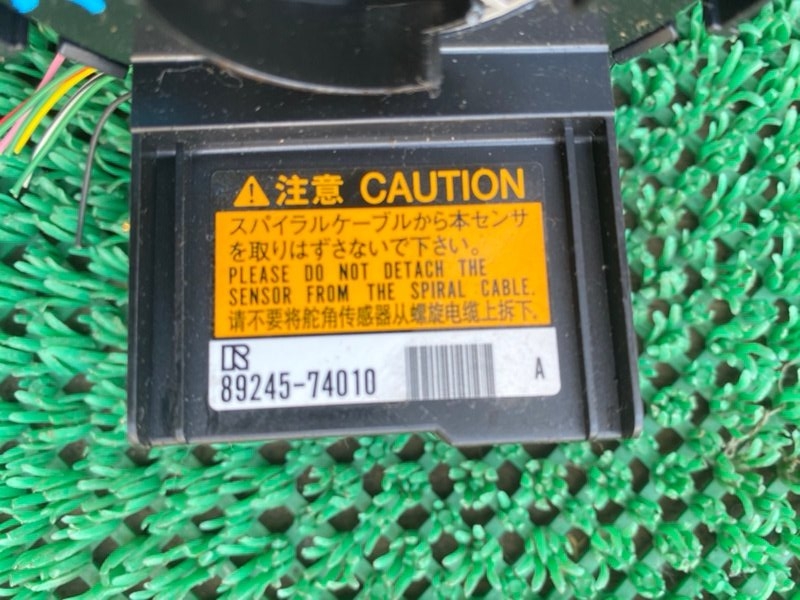 注意 CAUTION
スパイラルケーブルから本センサ
を取りはずさないで下さい。
PLEASE DO NOT DETACH THE
SENSOR FROM THE SPIRAL CABLE.
请不要将舵角传感器从螺旋电缆上拆下.
R
89245-74010
A